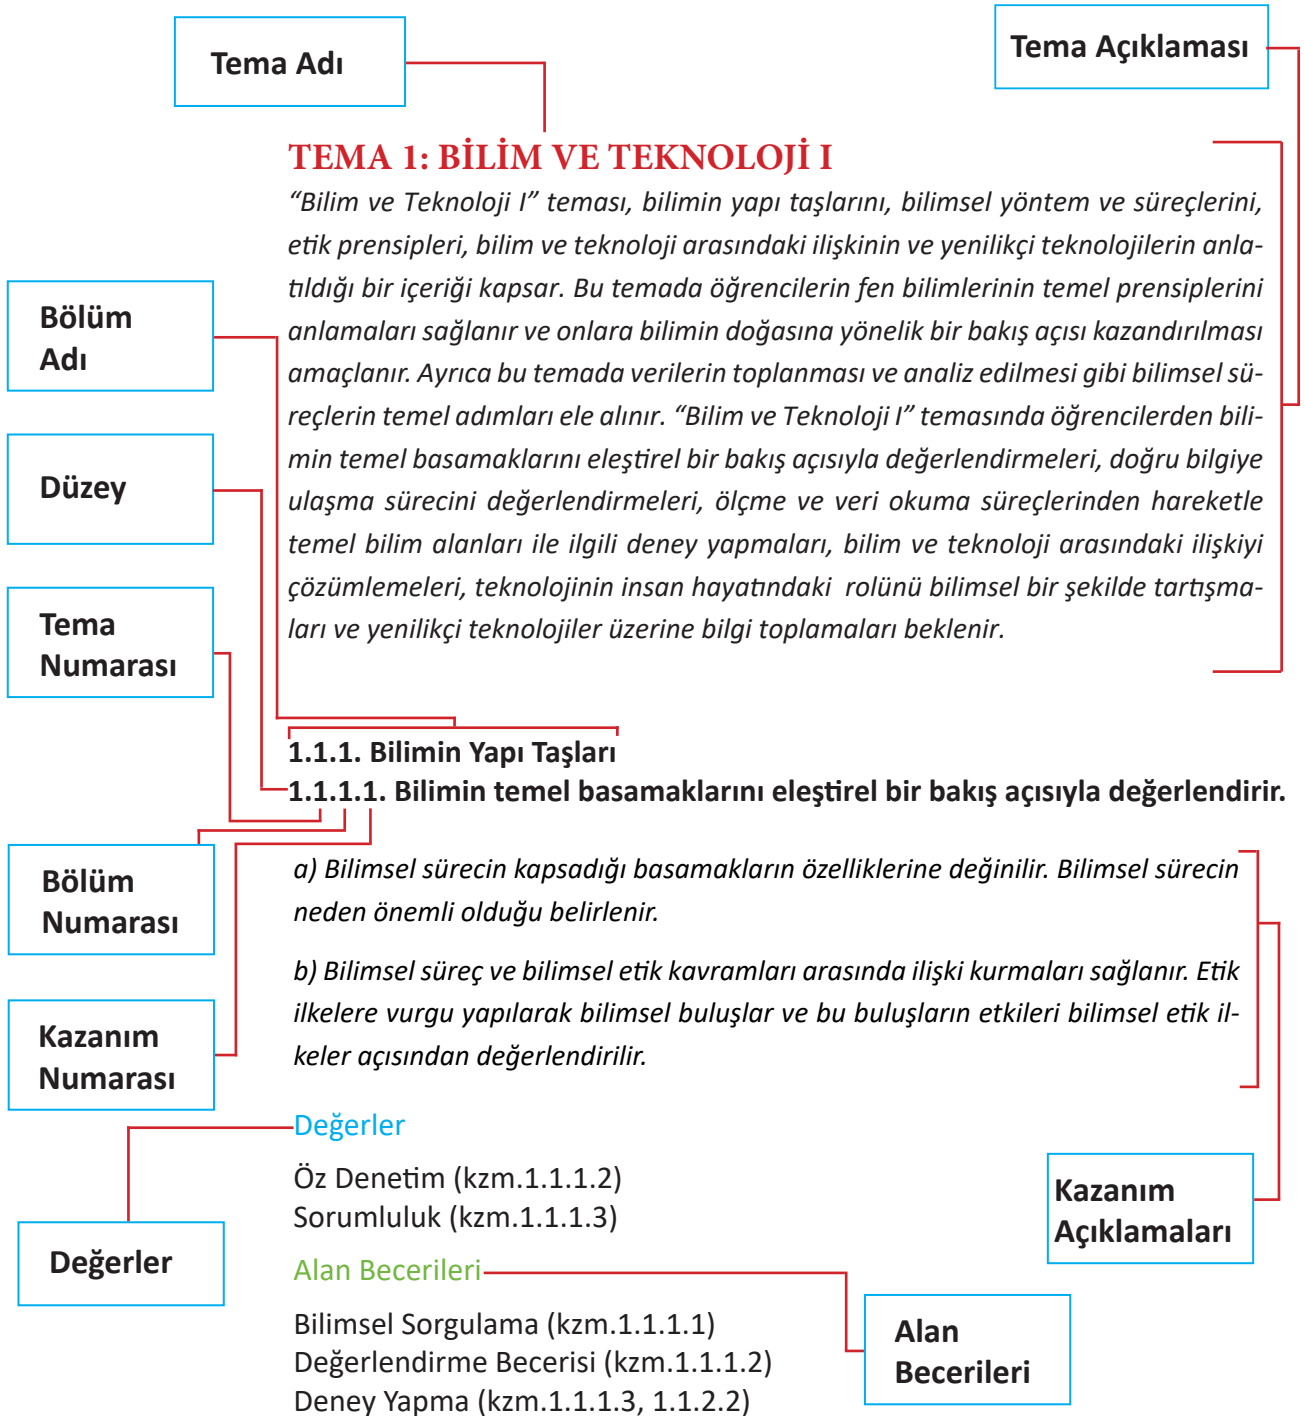 Tema Adı
Tema Açıklaması
TEMA 1: BİLİM VE TEKNOLOJİ I
“Bilim ve Teknoloji I” teması, bilimin yapı taşlarını, bilimsel yöntem ve süreçlerini,
etik prensipleri, bilim ve teknoloji arasındaki ilişkinin ve yenilikçi teknolojilerin anla-
tıldığı bir içeriği kapsar. Bu temada öğrencilerin fen bilimlerinin temel prensiplerini
anlamaları sağlanır ve onlara bilimin doğasına yönelik bir bakış açısı kazandırılması
amaçlanır. Ayrıca bu temada verilerin toplanması ve analiz edilmesi gibi bilimsel sü-
reçlerin temel adımları ele alınır. “Bilim ve Teknoloji I” temasında öğrencilerden bili-
min temel basamaklarını eleştirel bir bakış açısıyla değerlendirmeleri, doğru bilgiye
ulaşma sürecini değerlendirmeleri, ölçme ve veri okuma süreçlerinden hareketle
temel bilim alanları ile ilgili deney yapmaları, bilim ve teknoloji arasındaki ilişkiyi
çözümlemeleri, teknolojinin insan hayatındaki rolünü bilimsel bir şekilde tartışma-
ları ve yenilikçi teknolojiler üzerine bilgi toplamaları beklenir.
Bölüm
Adı
Düzey
Tema
Numarası
1.1.1. Bilimin Yapı Taşları
1.1.1.1. Bilimin temel basamaklarını eleştirel bir bakış açısıyla değerlendirir.
Bölüm
Numarası
a) Bilimsel sürecin kapsadığı basamakların özelliklerine değinilir. Bilimsel sürecin
neden önemli olduğu belirlenir.
b) Bilimsel süreç ve bilimsel etik kavramları arasında ilişki kurmaları sağlanır. Etik
ilkelere vurgu yapılarak bilimsel buluşlar ve bu buluşların etkileri bilimsel etik il-
keler açısından değerlendirilir.
Kazanım
Numarası
Değerler
Öz Denetim (kzm.1.1.1.2)
Sorumluluk (kzm.1.1.1.3)
Kazanım
Açıklamaları
Değerler
Alan Becerileri
Bilimsel Sorgulama (kzm.1.1.1.1)
Değerlendirme Becerisi (kzm.1.1.1.2)
Deney Yapma (kzm.1.1.1.3, 1.1.2.2)
Alan
Becerileri